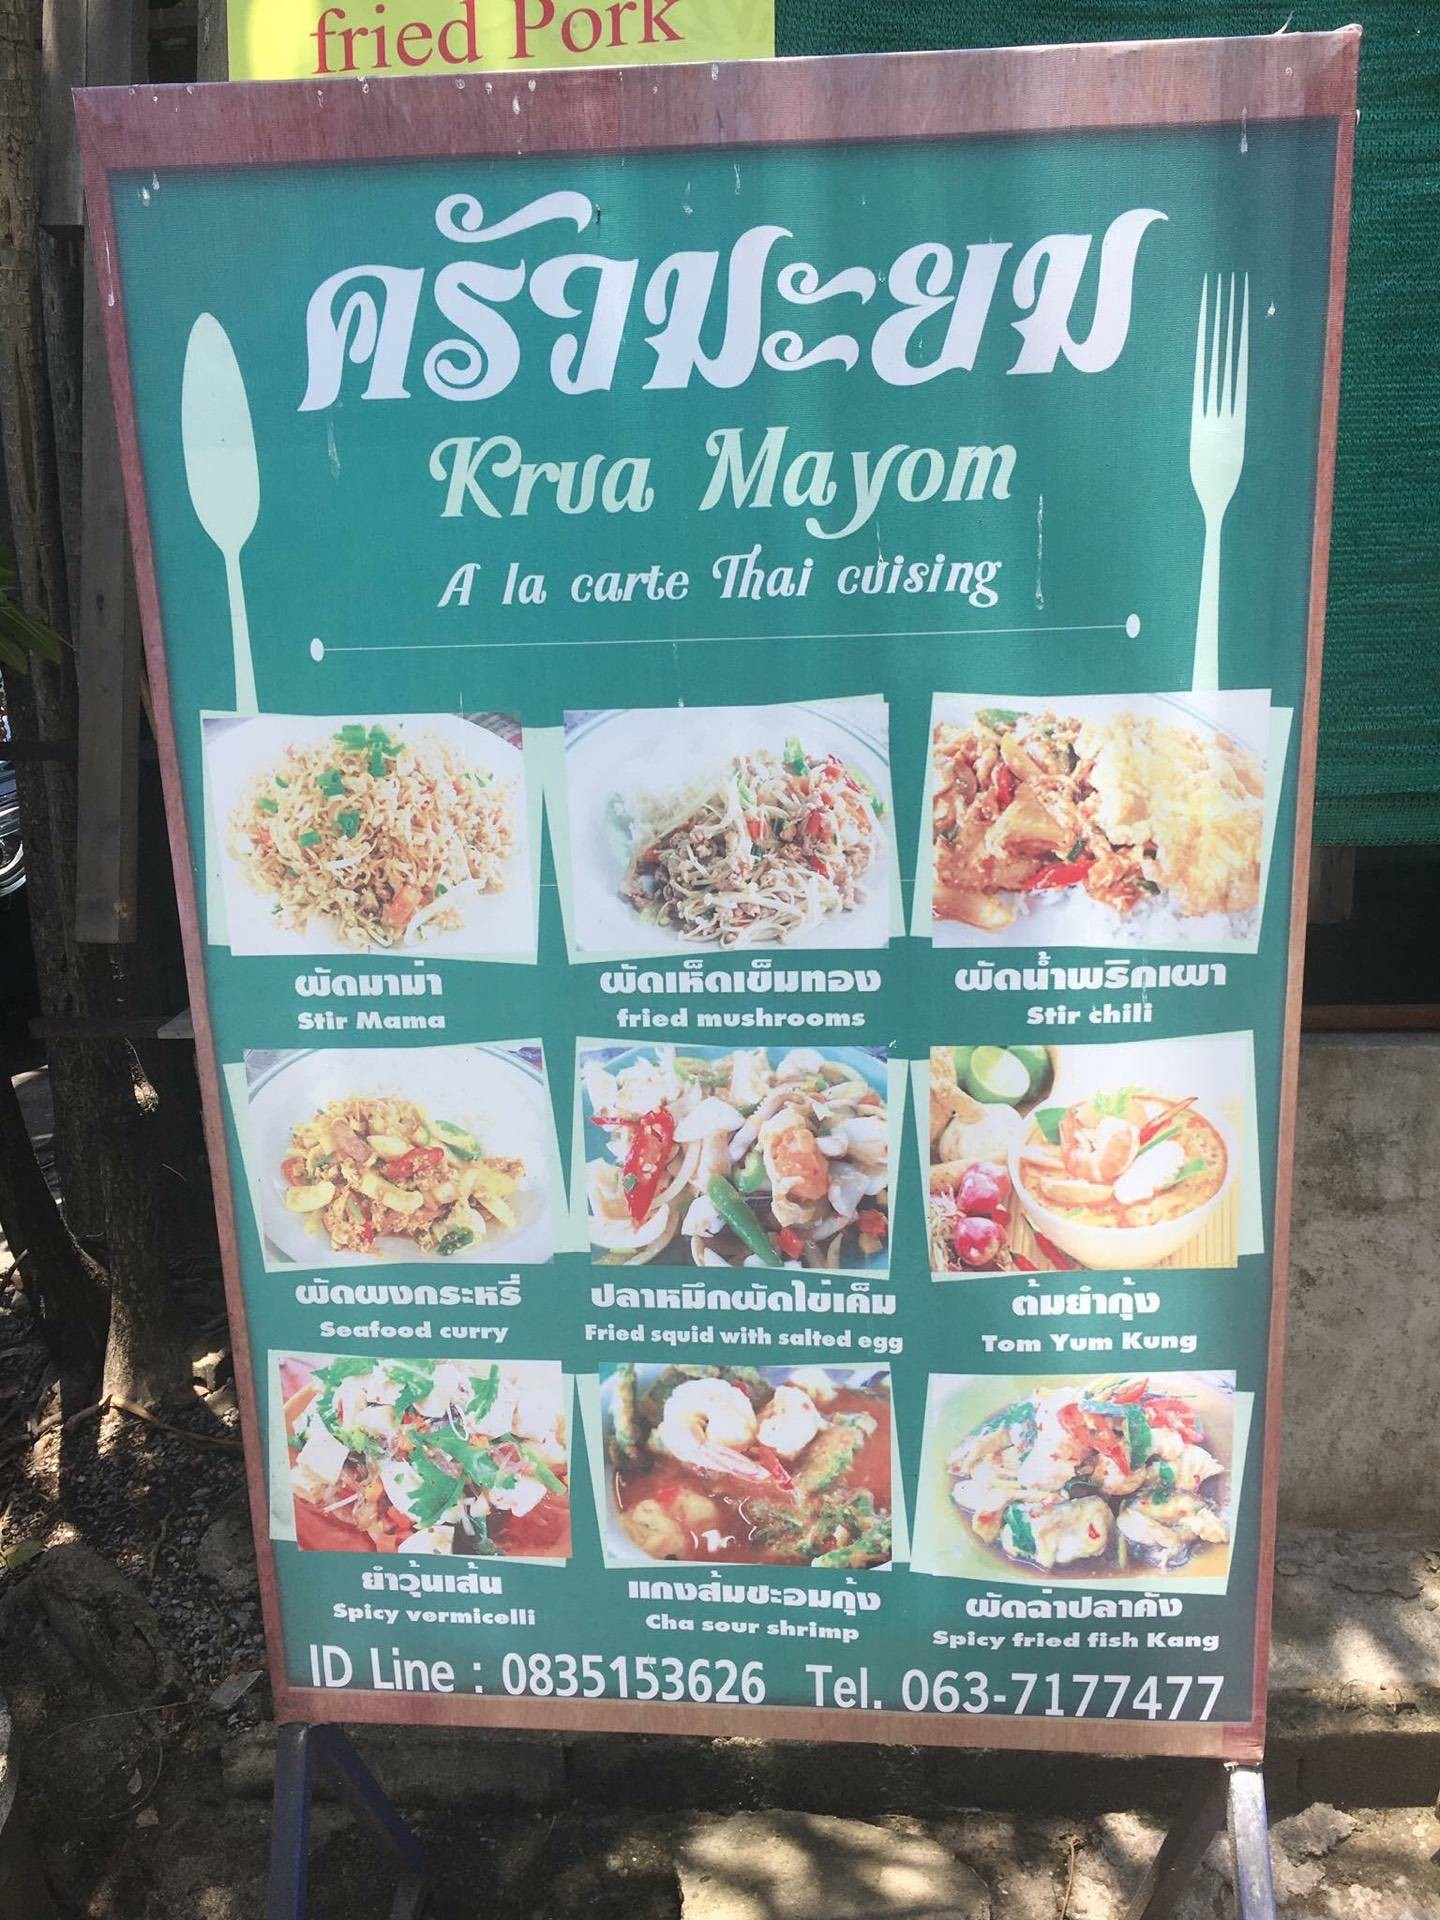 fried Pork
ครัวมะยม
Krua Mayom
A la carte Thai cuising
ผัดมาม่า
Stir Mama
ผัดเห็ดเข็มทอง
fried mushrooms
ผัดน้ำพริกเผา
Stir chili
ผัดผงกระหรี่
Seafood curry
ปลาหมึกผัดไข่เค็ม
Fried squid with salted egg
ต้มยำกุ้ง
Tom Yum Kung
ยำวุ้นเส้น
Spicy vermicelli
แกงส้มชะอมกุ้ง
Cha sour shrimp
ผัดฉ่าปลาคัง
Spicy fried fish Kang
ID Line : 0835153626 Tel. 063-7177477